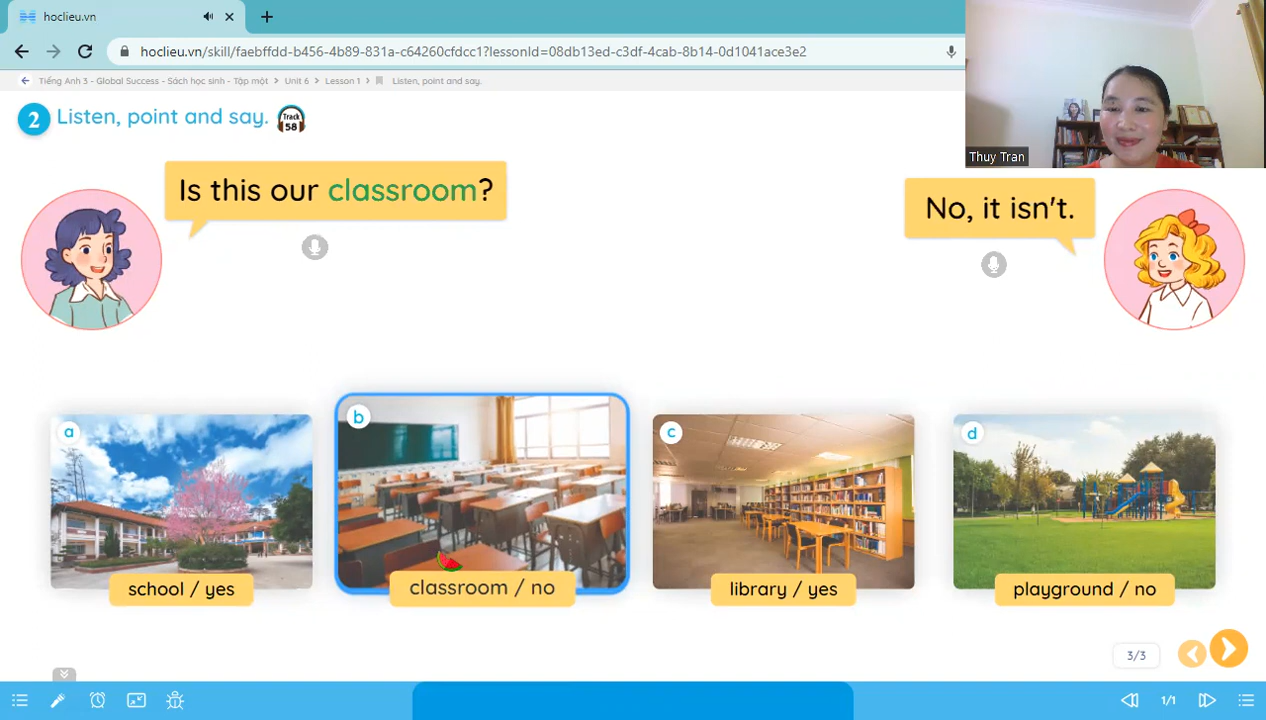 hoclieu.vn
hoclieu.vn/skill/faebffdd-b456-4b89-831a-c64260cfdcc1?lessonId=08db13ed-c3df-4cab-8b14-0d1041ace3e2
Tiếng Anh 3 - Global Success - Sách học sinh - Tập một > Unit 6 > Lesson 1 > Listen, point and say.
Thuy Tran
2 Listen, point and say. Track 58
Is this our classroom?
No, it isn't.
a
b
c
d
school / yes
classroom / no
library / yes
playground / no
3/3
1/1